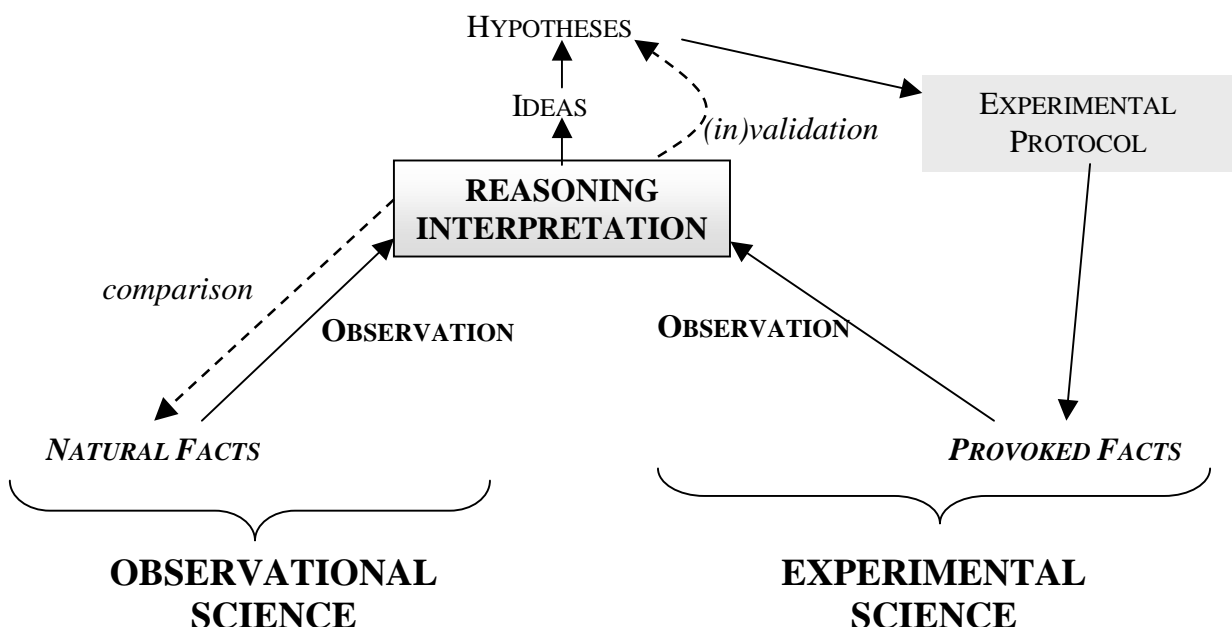 HYPOTHESES
IDEAS
(in)validation
EXPERIMENTAL
PROTOCOL
REASONING
INTERPRETATION
comparison
OBSERVATION
OBSERVATION
NATURAL FACTS
PROVOKED FACTS
OBSERVATIONAL
SCIENCE
EXPERIMENTAL
SCIENCE